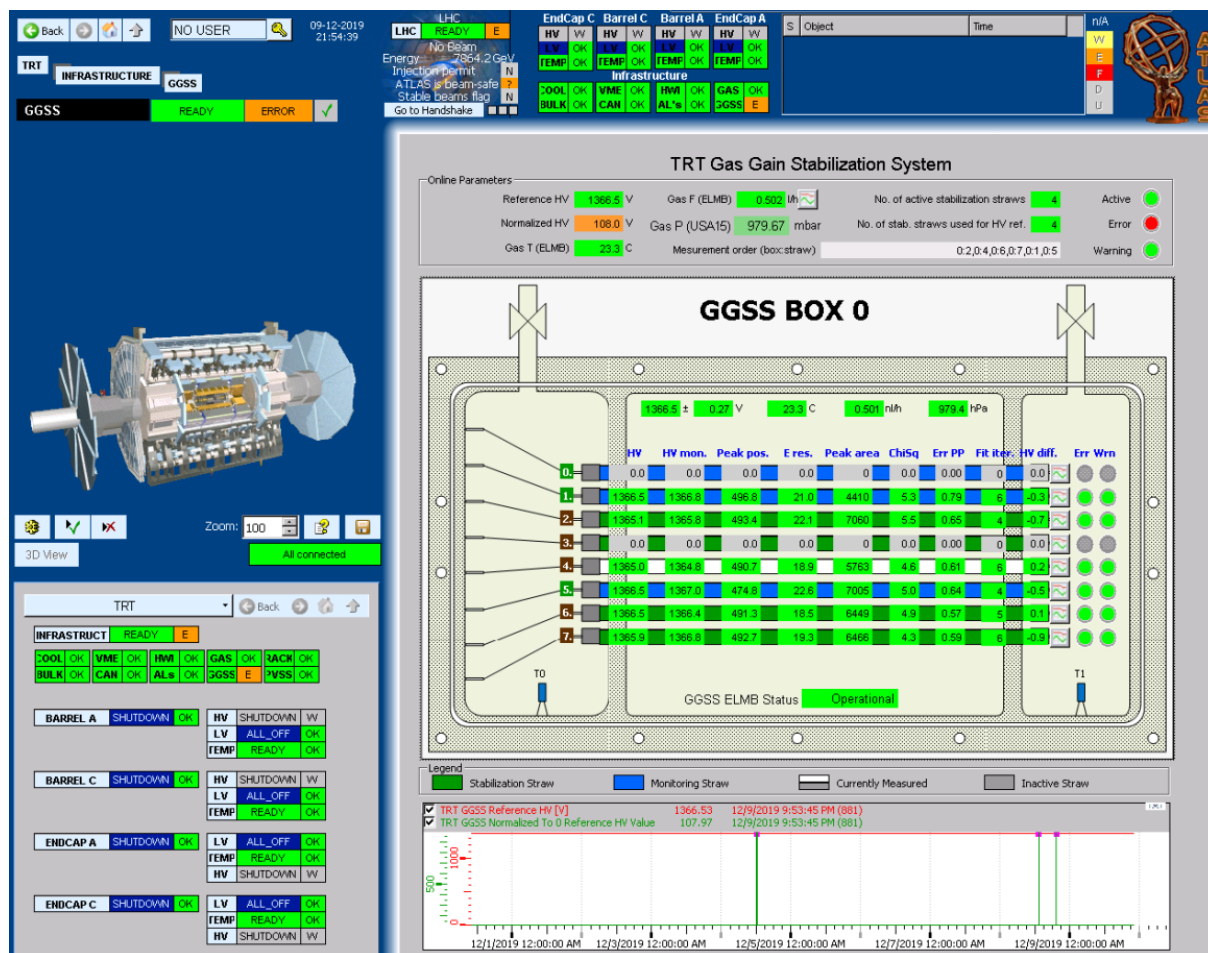 Back
NO USER
09-12-2019
21:54:39
TRT
INFRASTRUCTURE
GGSS
GGSS READY ERROR
LHC
LHC READY E
No Beam
Energy 7864.2 GeV
Injection permit N
ATLAS is beam-safe ?
Stable beams flag N
Go to Handshake
EndCap C Barrel C Barrel A EndCap A
HV W HV W HV W HV W
LV OK LV OK LV OK LV OK
TEMP OK TEMP OK TEMP OK TEMP OK
Infrastructure
COOL OK VME OK HWI OK GAS OK
BULK OK CAN OK AL's OK GGSS E
S Object Time
n/A
W
E
F
D
U
ATLAS
TRT Gas Gain Stabilization System
Online Parameters
Reference HV 1366.5 V Gas F (ELMB) 0.502 l/h No. of active stabilization straws 4 Active
Normalized HV 108.0 V Gas P (USA15) 979.67 mbar No. of stab. straws used for HV ref. 4 Error
Gas T (ELMB) 23.3 C Mesurement order (box:straw) 0:2,0:4,0:6,0:7,0:1,0:5 Warning
GGSS BOX 0
1366.5 ± 0.27 V 23.3 C 0.501 nl/h 979.4 hPa
HV HV mon. Peak pos. E res. Peak area ChiSq Err PP Fit iter. HV diff. Err Wrn
0. 0.0 0.0 0.0 0.0 0 0.0 0.00 0 0.0
1. 1366.5 1366.8 496.8 21.0 4410 5.3 0.79 6 -0.3
2. 1365.1 1365.8 493.4 22.1 7060 5.5 0.65 4 -0.7
3. 0.0 0.0 0.0 0.0 0 0.0 0.00 0 0.0
4. 1365.0 1364.8 490.7 18.9 5763 4.6 0.61 6 0.2
5. 1366.5 1367.0 474.8 22.6 7005 5.0 0.64 4 -0.5
6. 1366.5 1366.4 491.3 18.5 6449 4.9 0.57 5 0.1
7. 1365.9 1366.8 492.7 19.3 6466 4.3 0.59 6 -0.9
T0 T1
GGSS ELMB Status Operational
Legend
Stabilization Straw Monitoring Straw Currently Measured Inactive Straw
TRT GGSS Reference HV [V] 1366.53 12/9/2019 9:53:45 PM (881)
TRT GGSS Normalized To 0 Reference HV Value 107.97 12/9/2019 9:53:45 PM (881)
1000
500
0
12/1/2019 12:00:00 AM 12/3/2019 12:00:00 AM 12/5/2019 12:00:00 AM 12/7/2019 12:00:00 AM 12/9/2019 12:00:00 AM
Zoom: 100
3D View All connected
TRT Back
INFRASTRUCT READY E
COOL OK VME OK HWI OK GAS OK RACK OK
BULK OK CAN OK ALs OK GGSS E PVSS OK
BARREL A SHUTDOWN OK HV SHUTDOWN W
LV ALL_OFF OK
TEMP READY OK
BARREL C SHUTDOWN OK HV SHUTDOWN W
LV ALL_OFF OK
TEMP READY OK
ENDCAP A SHUTDOWN OK LV ALL_OFF OK
TEMP READY OK
HV SHUTDOWN W
ENDCAP C SHUTDOWN OK LV ALL_OFF OK
TEMP READY OK
HV SHUTDOWN W